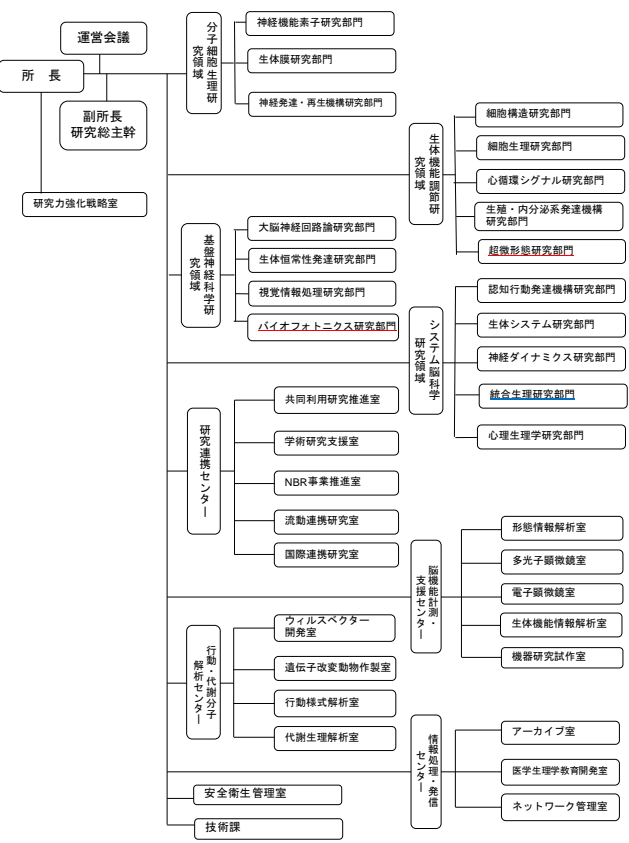 運営会議
所　長
副所長
研究総主幹
研究力強化戦略室
分子細胞生理研
究領域
神経機能素子研究部門
生体膜研究部門
神経発達・再生機構研究部門
生体機能調節研
究領域
細胞構造研究部門
細胞生理研究部門
心循環シグナル研究部門
生殖・内分泌系発達機構
研究部門
超微形態研究部門
基盤神経科学研
究領域
大脳神経回路論研究部門
生体恒常性発達研究部門
視覚情報処理研究部門
バイオフォトニクス研究部門
システム脳科学
研究領域
認知行動発達機構研究部門
生体システム研究部門
神経ダイナミクス研究部門
統合生理研究部門
心理生理学研究部門
研究連携センター
共同利用研究推進室
学術研究支援室
NBR事業推進室
流動連携研究室
国際連携研究室
脳機能計測・
支援センター
形態情報解析室
多光子顕微鏡室
電子顕微鏡室
生体機能情報解析室
機器研究試作室
行動・代謝分子
解析センター
ウィルスベクター
開発室
遺伝子改変動物作製室
行動様式解析室
代謝生理解析室
情報処理・発信
センター
アーカイブ室
医学生理学教育開発室
ネットワーク管理室
安全衛生管理室
技術課